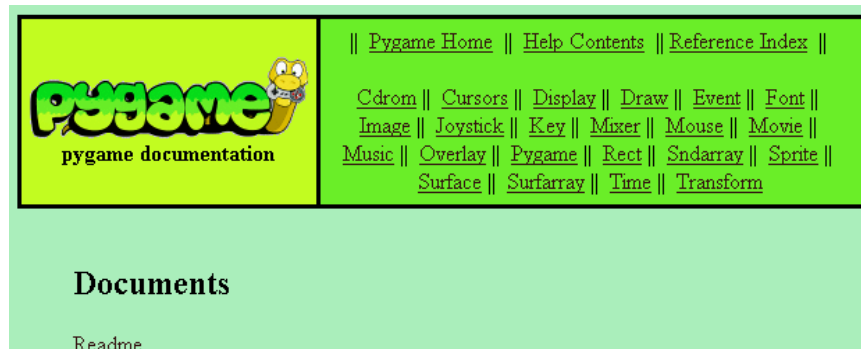 pygame
pygame documentation
|| Pygame Home || Help Contents || Reference Index ||
Cdrom || Cursors || Display || Draw || Event || Font ||
Image || Joystick || Key || Mixer || Mouse || Movie ||
Music || Overlay || Pygame || Rect || Sndarray || Sprite ||
Surface || Surfarray || Time || Transform
Documents
Readme